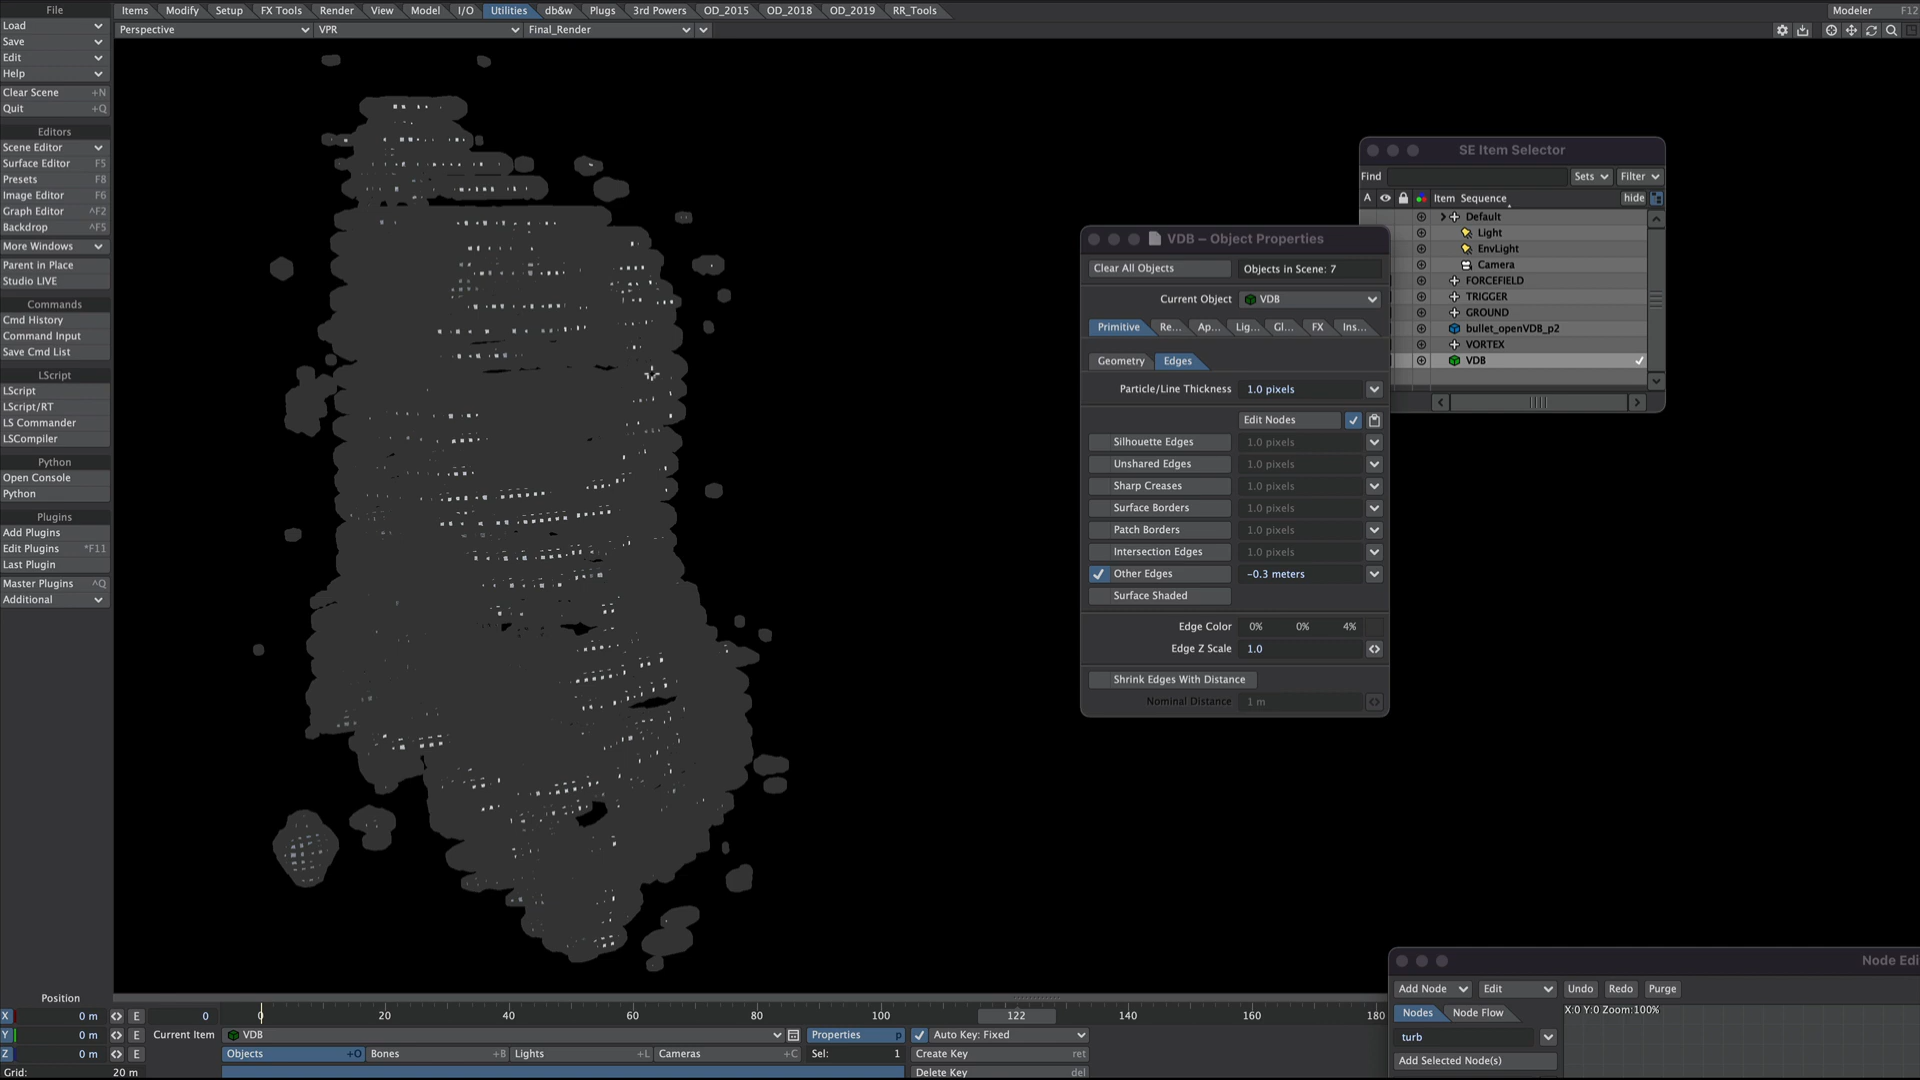 File
Items
Modify
Setup
FX Tools
Render
View
Model
I/O
Utilities
db&w
Plugs
3rd Powers
OD_2015
OD_2018
OD_2019
RR_Tools
Modeler F12
Load
Save
Edit
Help
Clear Scene +N
Quit +Q
Editors
Scene Editor
Surface Editor F5
Presets F8
Image Editor F6
Graph Editor ^F2
Backdrop ^F5
More Windows
Parent in Place
Studio LIVE
Commands
Cmd History
Command Input
Save Cmd List
LScript
LScript
LScript/RT
LS Commander
LSCompiler
Python
Open Console
Python
Plugins
Add Plugins
Edit Plugins *F11
Last Plugin
Master Plugins ^Q
Additional
Perspective
VPR
Final_Render
SE Item Selector
Find
Sets
Filter
A
Item Sequence
hide
Default
Light
EnvLight
Camera
FORCEFIELD
TRIGGER
GROUND
bullet_openVDB_p2
VORTEX
VDB
VDB – Object Properties
Clear All Objects
Objects in Scene: 7
Current Object VDB
Primitive
Re...
Ap...
Lig...
Gl...
FX
Ins...
Geometry
Edges
Particle/Line Thickness 1.0 pixels
Edit Nodes
Silhouette Edges 1.0 pixels
Unshared Edges 1.0 pixels
Sharp Creases 1.0 pixels
Surface Borders 1.0 pixels
Patch Borders 1.0 pixels
Intersection Edges 1.0 pixels
Other Edges -0.3 meters
Surface Shaded
Edge Color 0% 0% 4%
Edge Z Scale 1.0
Shrink Edges With Distance
Nominal Distance 1 m
Node Edi
Add Node
Edit
Undo
Redo
Purge
Nodes
Node Flow
X:0 Y:0 Zoom:100%
turb
Add Selected Node(s)
Position
X 0 m E
Y 0 m E
Z 0 m E
Grid: 20 m
0
0 20 40 60 80 100 122 140 160 180
Current Item VDB
Properties p
Auto Key: Fixed
Objects +O
Bones +B
Lights +L
Cameras +C
Sel: 1
Create Key ret
Delete Key del